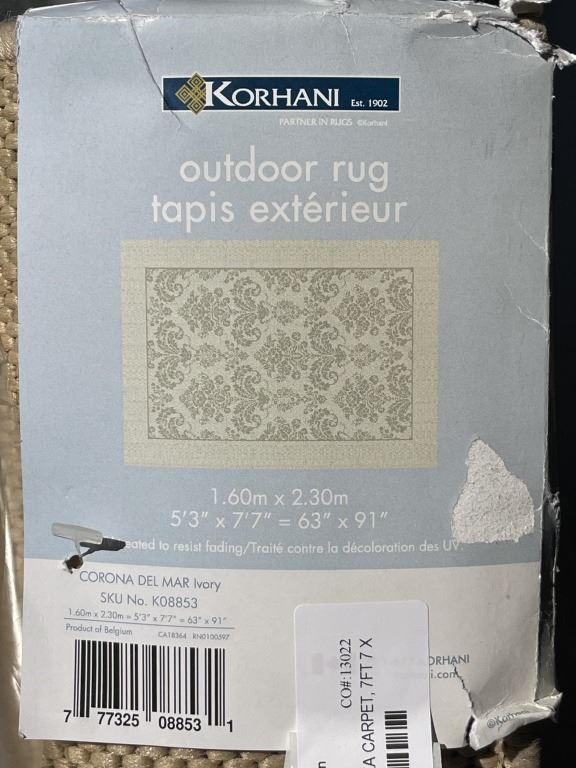 KORHANI Est. 1902
PARTNER IN RUGS ©Korhani
outdoor rug
tapis extérieur
1.60m x 2.30m
5'3" x 7'7" = 63" x 91"
eated to resist fading/Traité contre la décoloration des UV.
CORONA DEL MAR Ivory
SKU No. K08853
1.60m x 2.30m = 5'3" x 7'7" = 63" x 91"
Product of Belgium CA18364 RN0100597
7 77325 08853 1
CO#:13022
LA CARPET, 7FT 7 X
ORHANI
.com
©Korhani